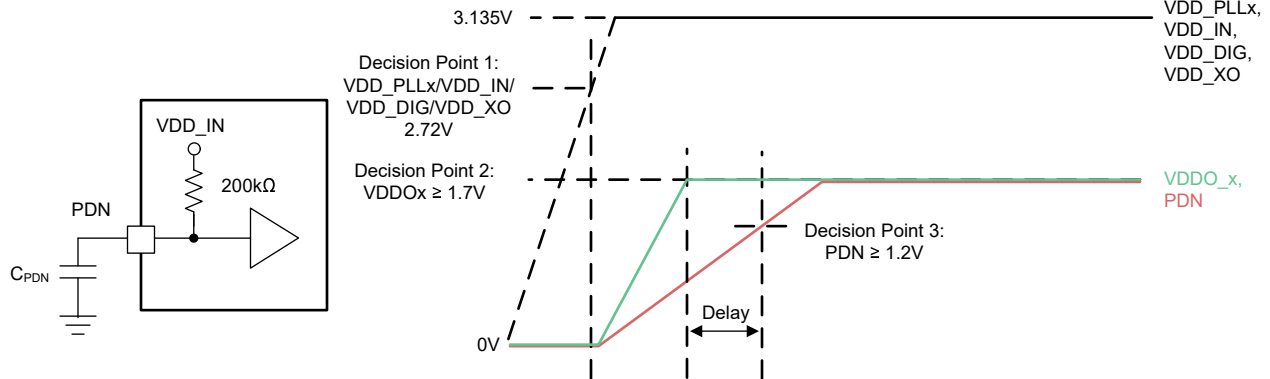 VDD_IN
200kΩ
PDN
CPDN
3.135V
Decision Point 1:
VDD_PLLx/VDD_IN/
VDD_DIG/VDD_XO
2.72V
Decision Point 2:
VDDOx ≥ 1.7V
0V
Delay
Decision Point 3:
PDN ≥ 1.2V
VDD_PLLx,
VDD_IN,
VDD_DIG,
VDD_XO
VDDO_x,
PDN